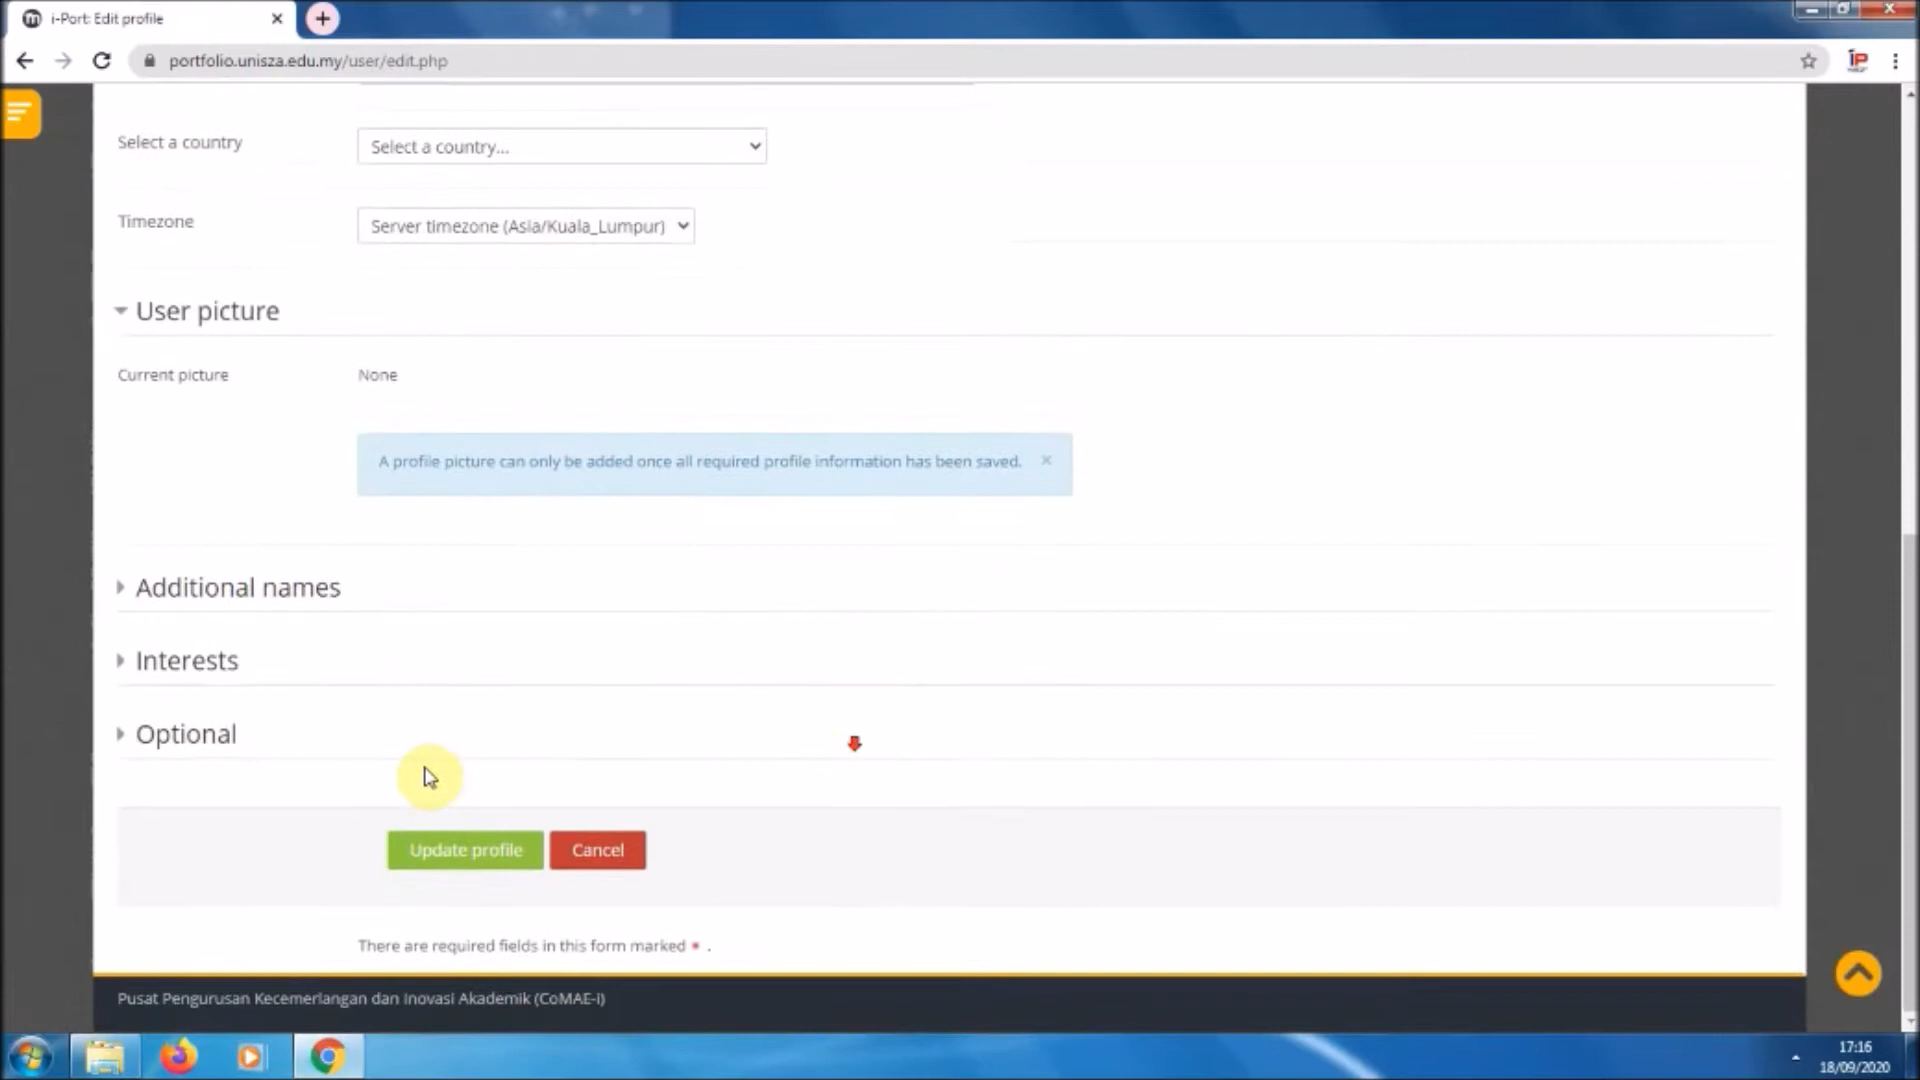 i-Port: Edit profile
portfolio.unisza.edu.my/user/edit.php
Select a country
Select a country...
Timezone
Server timezone (Asia/Kuala_Lumpur)
User picture
Current picture
None
A profile picture can only be added once all required profile information has been saved.
Additional names
Interests
Optional
Update profile
Cancel
There are required fields in this form marked * .
Pusat Pengurusan Kecemerlangan dan Inovasi Akademik (CoMAE-i)
17:16
18/09/2020